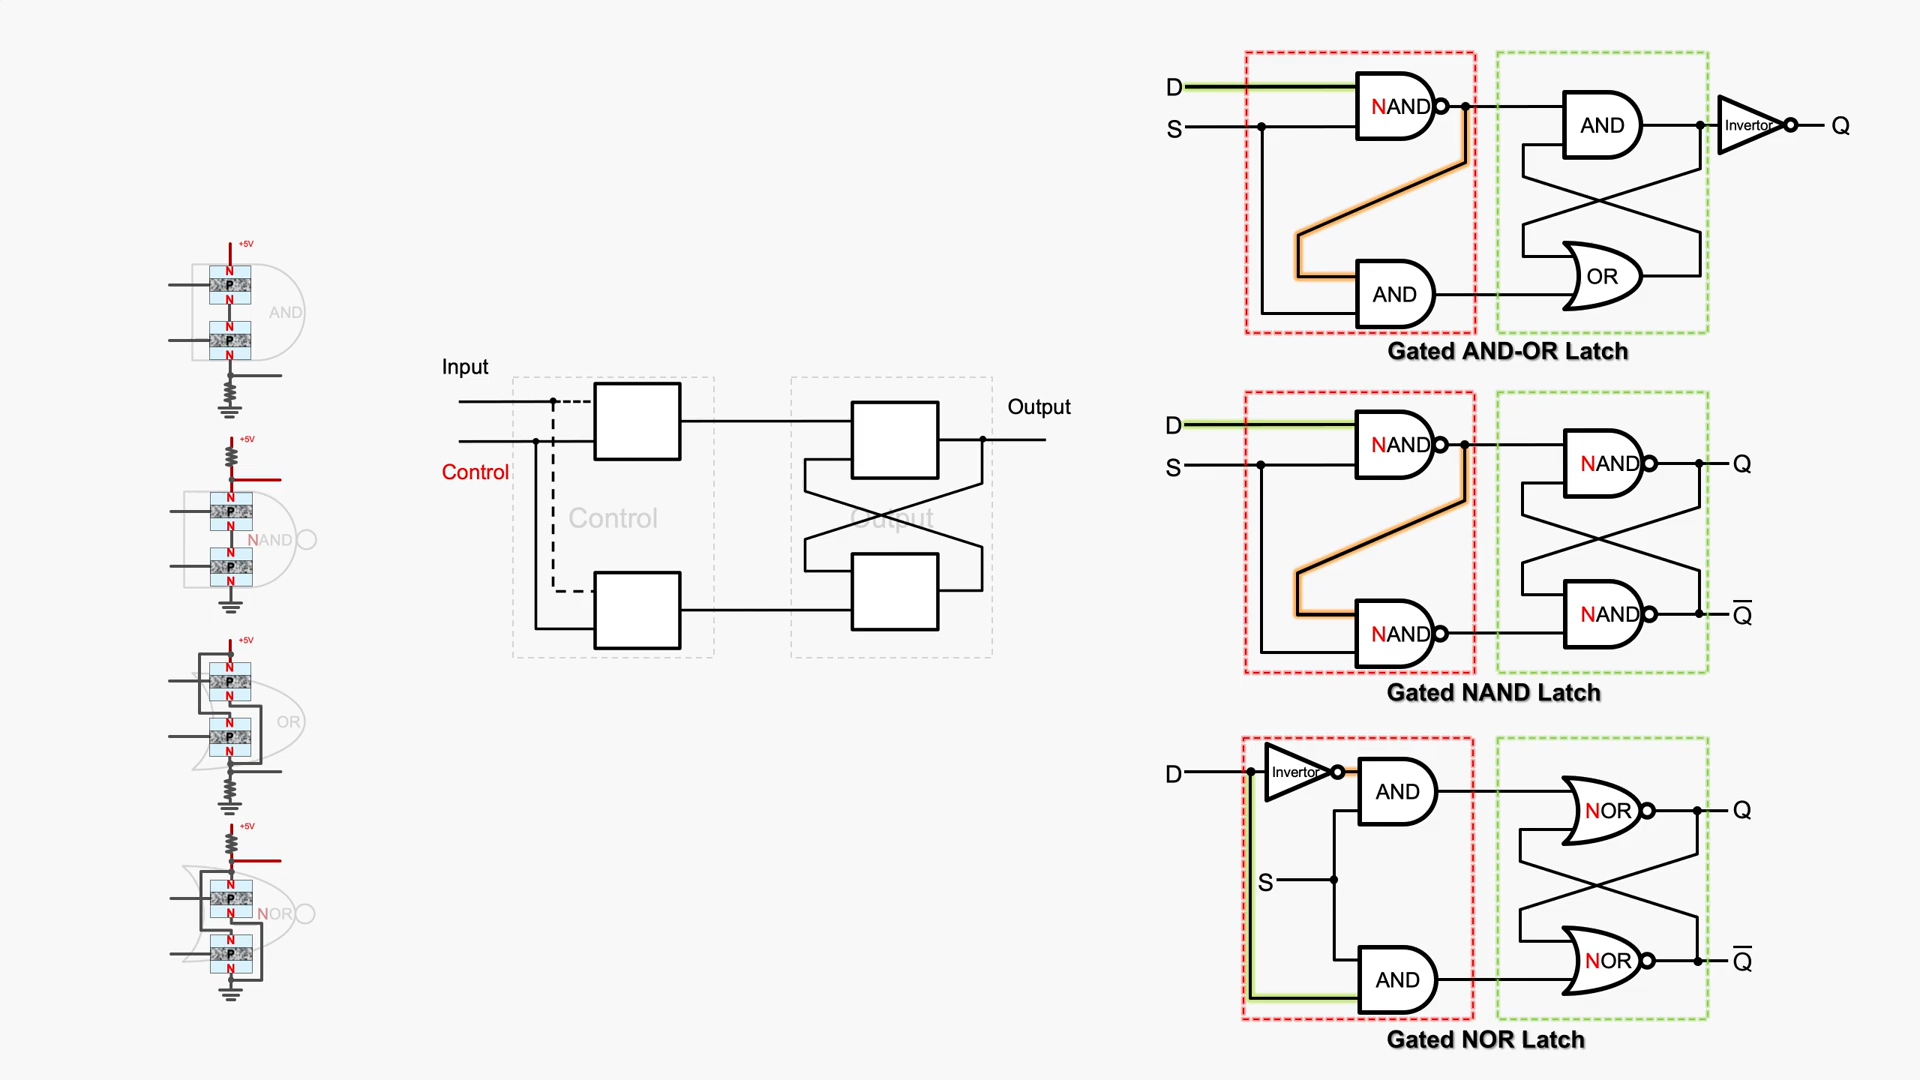 +5V
N
P
N
AND
N
P
N
+5V
N
P
N
NAND
N
P
N
+5V
N
P
N
OR
N
P
N
+5V
N
P
N
NOR
N
P
N
Input
Control
Control
Output
Output
D
S
NAND
AND
AND
OR
Invertor
Q
Gated AND-OR Latch
D
S
NAND
NAND
NAND
NAND
Q
Q̅
Gated NAND Latch
D
Invertor
AND
S
AND
NOR
NOR
Q
Q̅
Gated NOR Latch